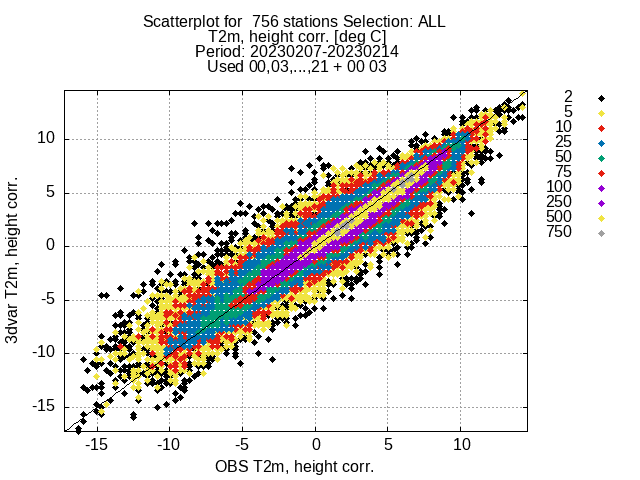 Scatterplot for  756 stations Selection: ALL
T2m, height corr. [deg C]
Period: 20230207-20230214
Used 00,03,...,21 + 00 03
2
5
10
25
50
75
100
250
500
750
10
5
0
-5
-10
-15
3dvar T2m, height corr.
-15 -10 -5 0 5 10
OBS T2m, height corr.